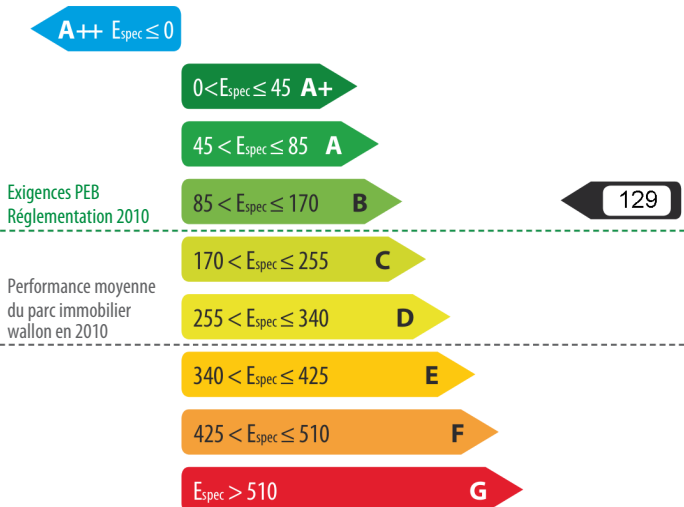 A++ Espec ≤ 0
0<Espec ≤ 45 A+
45 < Espec ≤ 85 A
Exigences PEB
Réglementation 2010
85 < Espec ≤ 170 B
129
170 < Espec ≤ 255 C
Performance moyenne
du parc immobilier
wallon en 2010
255 < Espec ≤ 340 D
340 < Espec ≤ 425 E
425 < Espec ≤ 510 F
Espec > 510 G